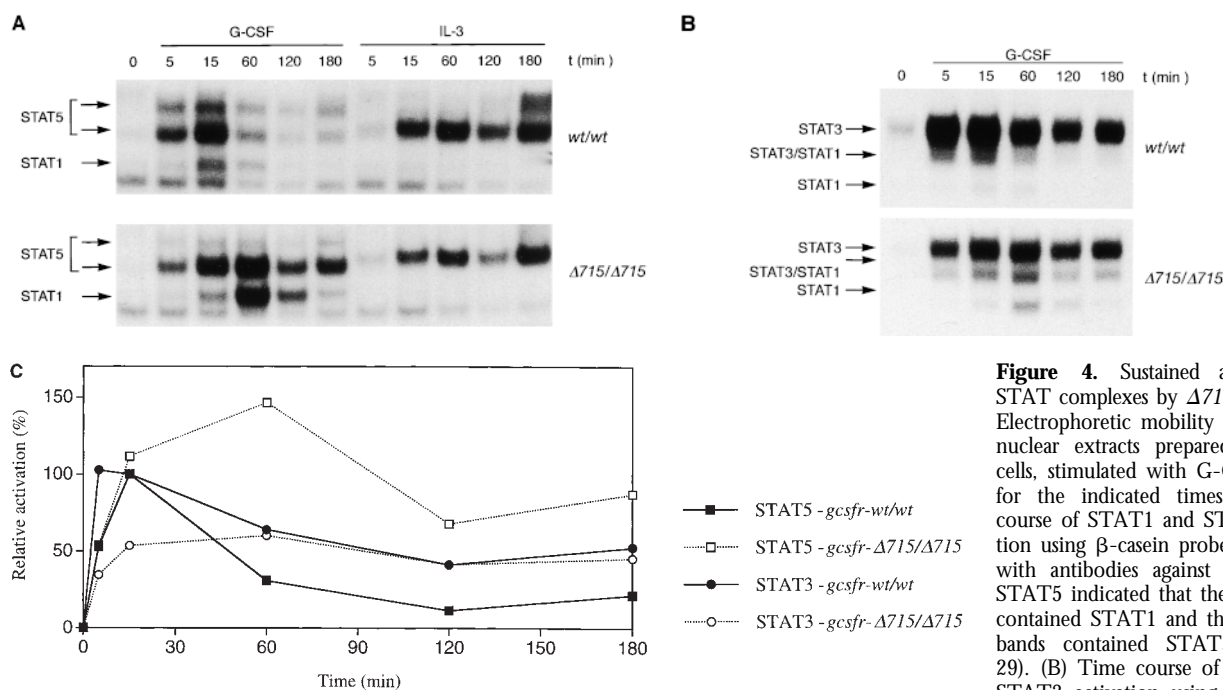 A
G-CSF
IL-3
0 5 15 60 120 180 5 15 60 120 180 t (min)
STAT5
STAT1
wt/wt
STAT5
STAT1
Δ715/Δ715
B
G-CSF
0 5 15 60 120 180 t (min)
STAT3
STAT3/STAT1
STAT1
wt/wt
STAT3
STAT3/STAT1
STAT1
Δ715/Δ715
C
Relative activation (%)
150
100
50
0
0 30 60 90 120 150 180
Time (min)
STAT5 - gcsfr-wt/wt
STAT5 - gcsfr-Δ715/Δ715
STAT3 - gcsfr-wt/wt
STAT3 - gcsfr-Δ715/Δ715
Figure 4. Sustained a
STAT complexes by Δ71
Electrophoretic mobility
nuclear extracts prepared
cells, stimulated with G-C
for the indicated times
course of STAT1 and ST
tion using β-casein probe
with antibodies against
STAT5 indicated that the
contained STAT1 and th
bands contained STAT
29). (B) Time course of